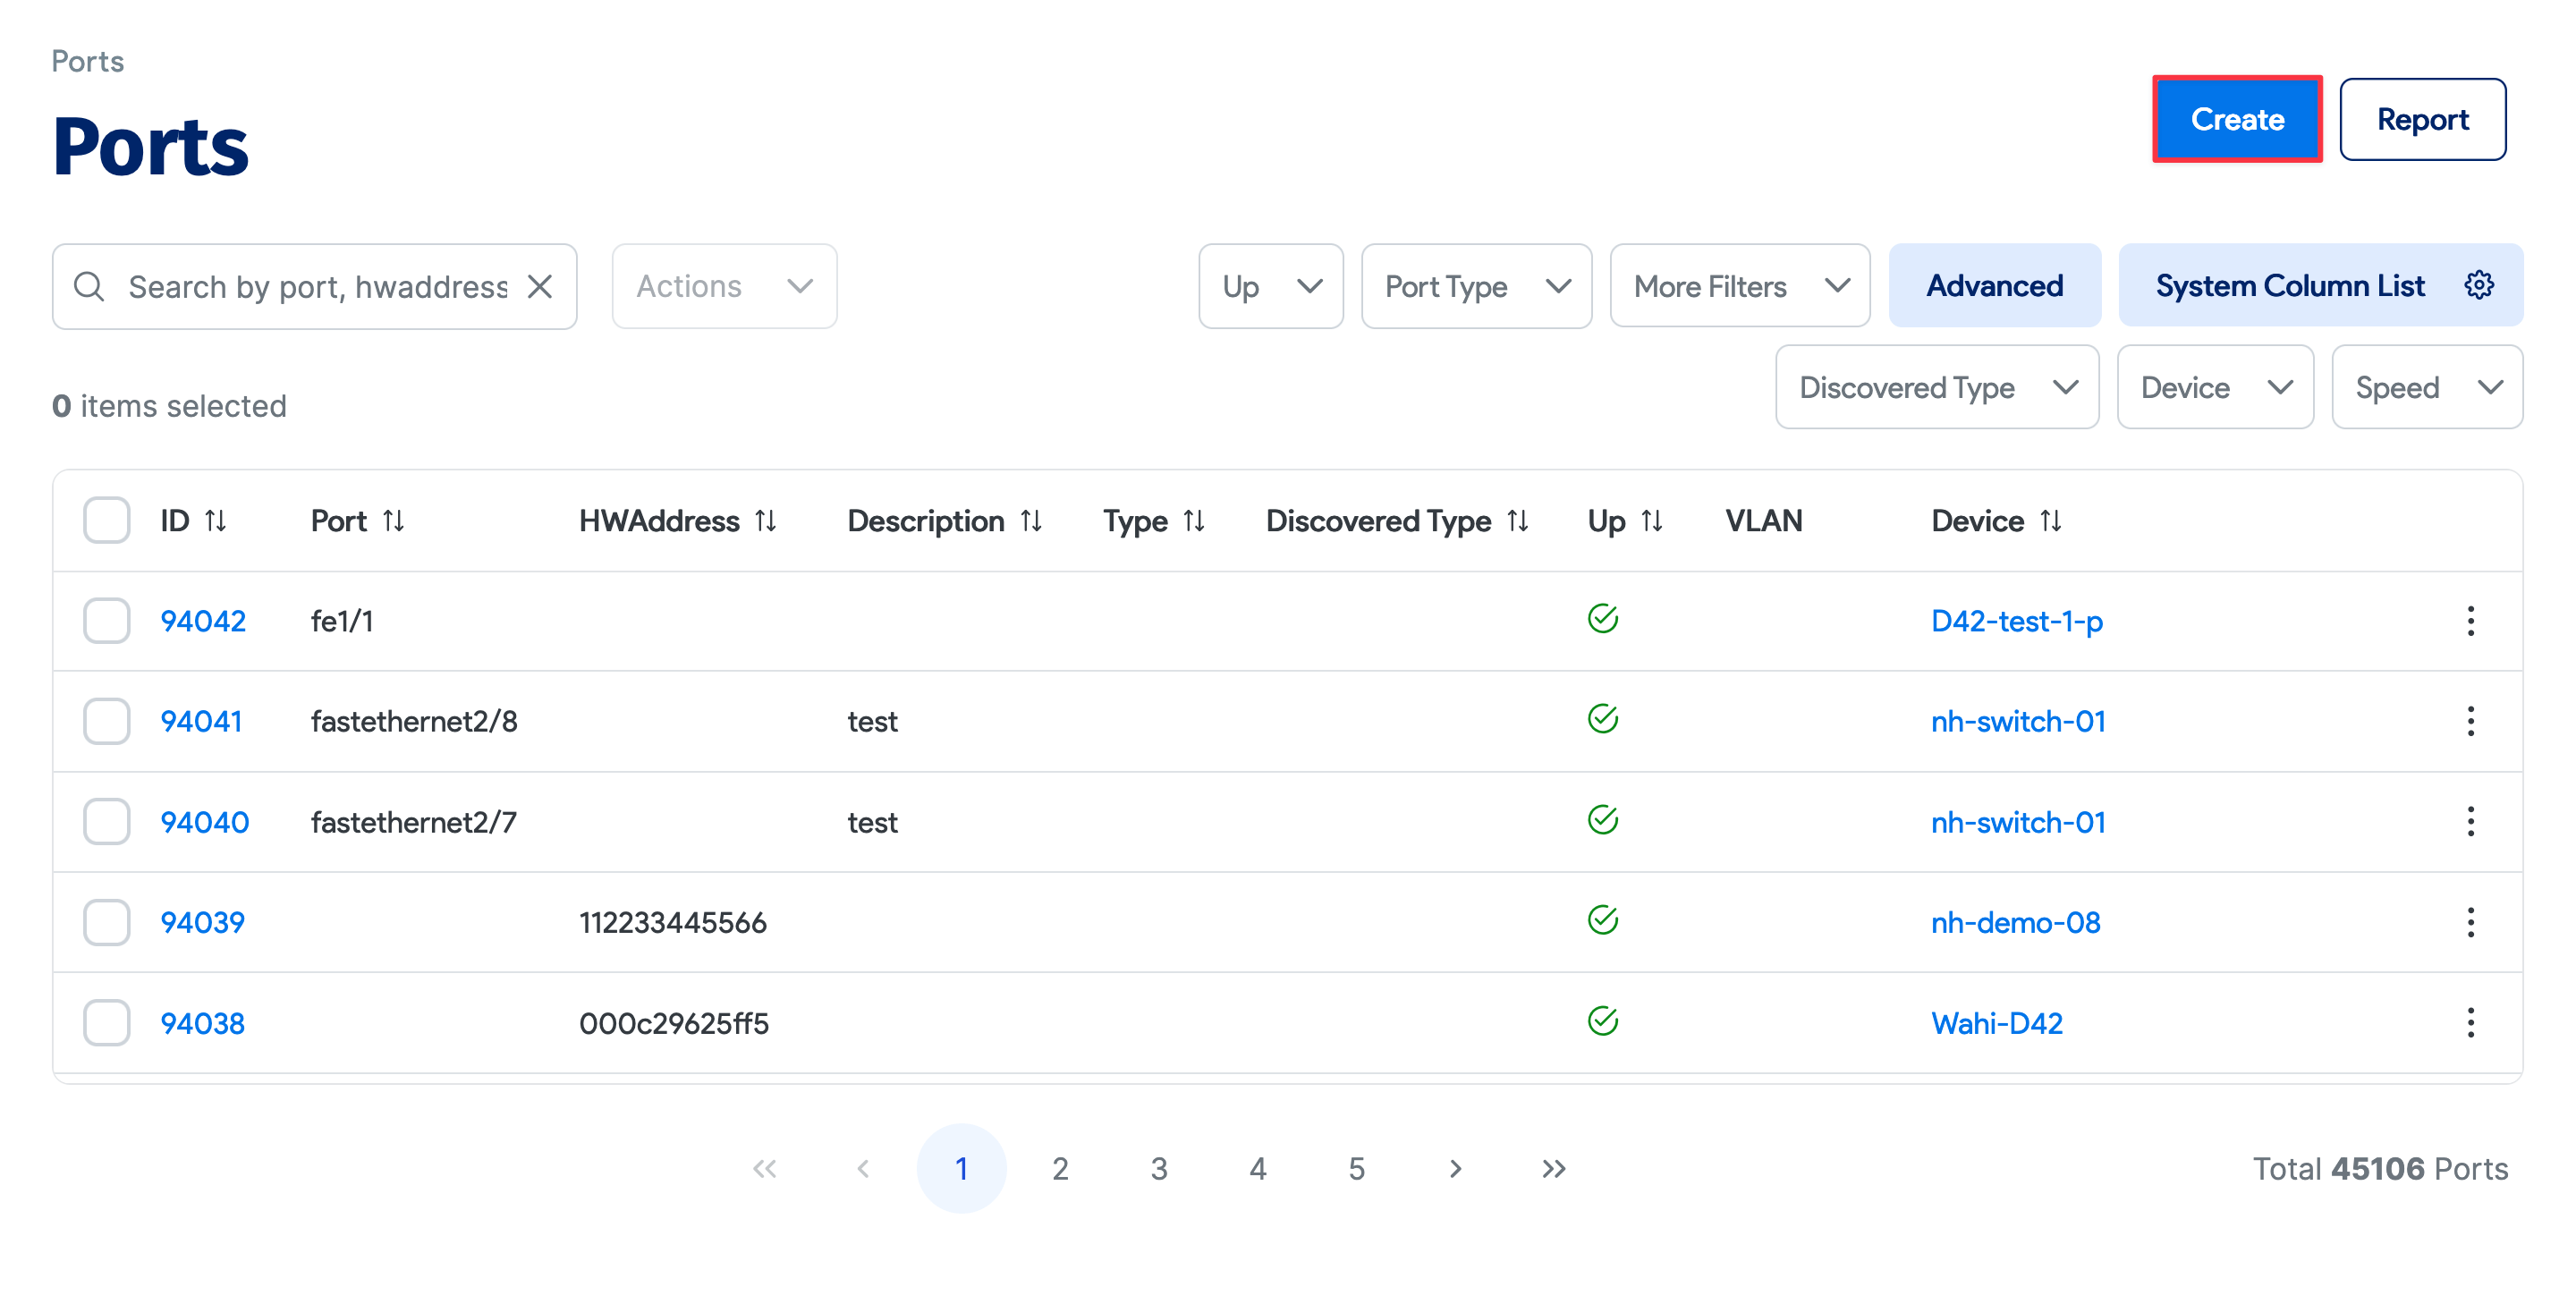 Ports
Ports
Create
Report
Search by port, hwaddress
Actions
Up
Port Type
More Filters
Advanced
System Column List
0 items selected
Discovered Type
Device
Speed
ID Port HWAddress Description Type Discovered Type Up VLAN Device
94042 fe1/1 D42-test-1-p
94041 fastethernet2/8 test nh-switch-01
94040 fastethernet2/7 test nh-switch-01
94039 112233445566 nh-demo-08
94038 000c29625ff5 Wahi-D42
1 2 3 4 5
Total 45106 Ports